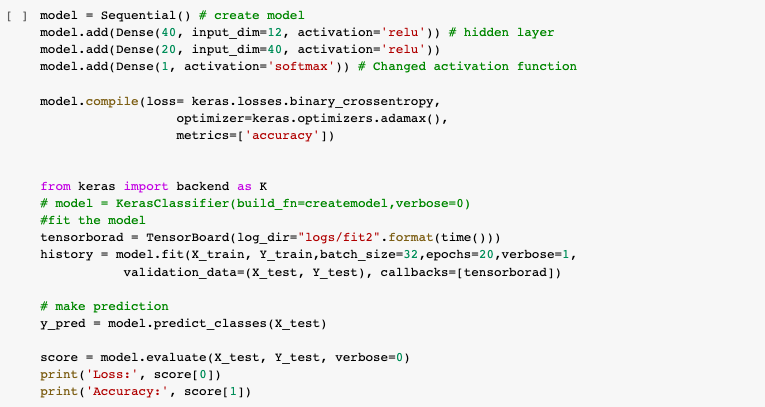 [ ] model = Sequential() # create model
model.add(Dense(40, input_dim=12, activation='relu')) # hidden layer
model.add(Dense(20, input_dim=40, activation='relu'))
model.add(Dense(1, activation='softmax')) # Changed activation function
model.compile(loss= keras.losses.binary_crossentropy,
optimizer=keras.optimizers.adamax(),
metrics=['accuracy'])
from keras import backend as K
# model = KerasClassifier(build_fn=createmodel,verbose=0)
#fit the model
tensorborad = TensorBoard(log_dir="logs/fit2".format(time()))
history = model.fit(X_train, Y_train,batch_size=32,epochs=20,verbose=1,
validation_data=(X_test, Y_test), callbacks=[tensorborad])
# make prediction
y_pred = model.predict_classes(X_test)
score = model.evaluate(X_test, Y_test, verbose=0)
print('Loss:', score[0])
print('Accuracy:', score[1])